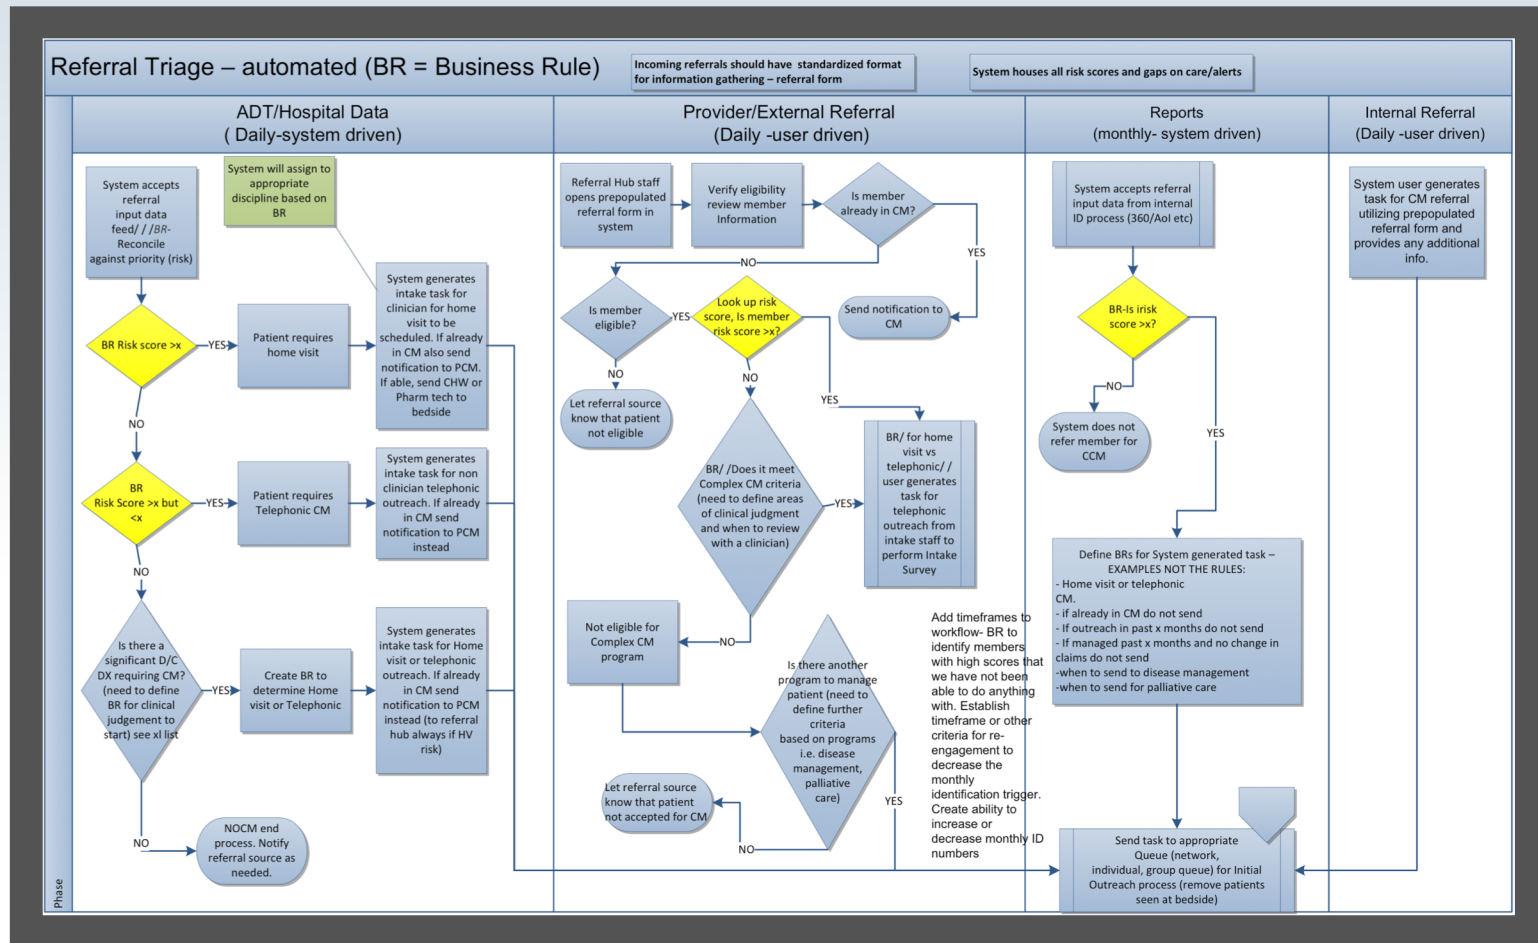 Referral Triage – automated (BR = Business Rule)
Incoming referrals should have standardized format
for information gathering – referral form
System houses all risk scores and gaps on care/alerts
ADT/Hospital Data
( Daily-system driven)
Provider/External Referral
(Daily -user driven)
Reports
(monthly- system driven)
Internal Referral
(Daily -user driven)
Phase
System accepts
referral
input data
feed/ / /BR-
Reconcile
against priority (risk)
System will assign to
appropriate
discipline based on
BR
BR Risk score >x
YES
Patient requires
home visit
System generates
intake task for
clinician for home
visit to be
scheduled. If already
in CM also send
notification to PCM.
If able, send CHW or
Pharm tech to
bedside
NO
BR
Risk Score >x but
<x
YES
Patient requires
Telephonic CM
System generates
intake task for non
clinician telephonic
outreach. If already
in CM send
notification to PCM
instead
NO
Is there a
significant D/C
DX requiring CM?
(need to define
BR for clinical
judgement to
start) see xl list
YES
Create BR to
determine Home
visit or Telephonic
System generates
intake task for Home
visit or telephonic
outreach. If already
in CM send
notification to PCM
instead (to referral
hub always if HV
risk)
NO
NOCM end
process. Notify
referral source as
needed.
Referral Hub staff
opens prepopulated
referral form in
system
Verify eligibility
review member
Information
Is member
already in CM?
YES
NO
Send notification to
CM
Is member
eligible?
YES
Look up risk
score, Is member
risk score >x?
NO
Let referral source
know that patient
not eligible
NO
YES
BR/ /Does it meet
Complex CM criteria
(need to define areas
of clinical judgment
and when to review
with a clinician)
YES
BR/ for home
visit vs
telephonic/ /
user generates
task for
telephonic
outreach from
intake staff to
perform Intake
Survey
NO
Not eligible for
Complex CM
program
Is there another
program to manage
patient (need to
define further
criteria
based on programs
i.e. disease
management,
palliative
care)
YES
NO
Let referral source
know that patient
not accepted for CM
Add timeframes to
workflow- BR to
identify members
with high scores that
we have not been
able to do anything
with. Establish
timeframe or other
criteria for re-
engagement to
decrease the
monthly
identification trigger.
Create ability to
increase or
decrease monthly ID
numbers
System accepts referral
input data from internal
ID process (360/AoI etc)
BR-Is irisk
score >x?
NO
YES
System does not
refer member for
CCM
Define BRs for System generated task –
EXAMPLES NOT THE RULES:
- Home visit or telephonic
CM.
- if already in CM do not send
- If outreach in past x months do not send
- If managed past x months and no change in
claims do not send
-when to send to disease management
-when to send for palliative care
Send task to appropriate
Queue (network,
individual, group queue) for Initial
Outreach process (remove patients
seen at bedside)
System user generates
task for CM referral
utilizing prepopulated
referral form and
provides any additional
info.